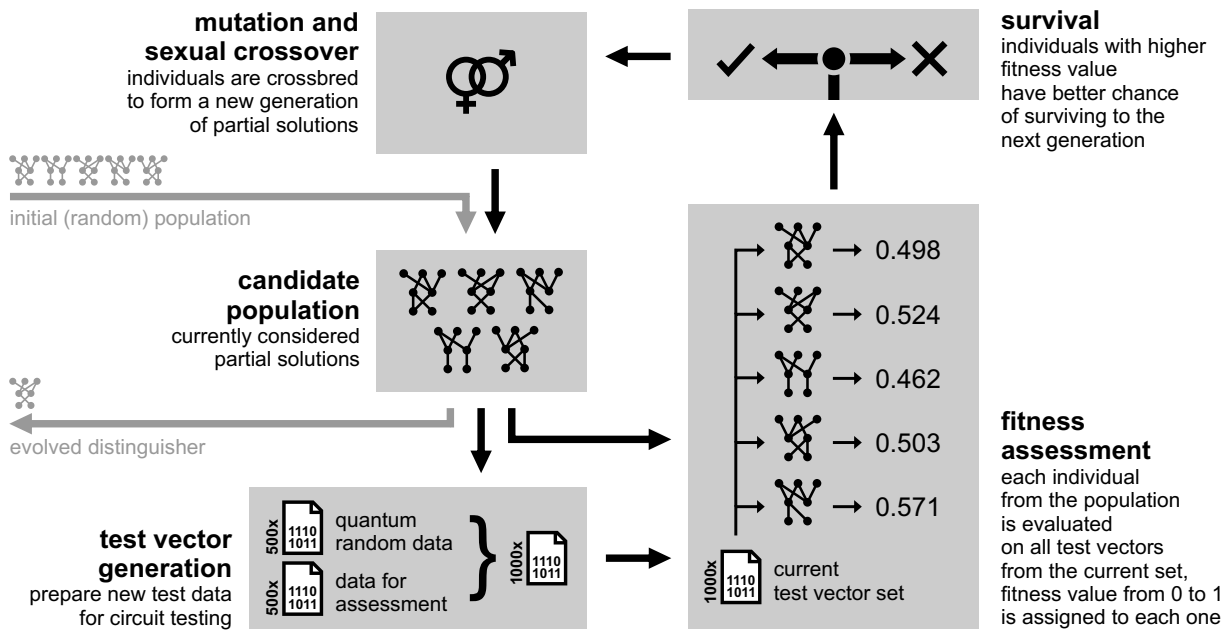 mutation and
sexual crossover
individuals are crossbred
to form a new generation
of partial solutions
survival
individuals with higher
fitness value
have better chance
of surviving to the
next generation
initial (random) population
candidate
population
currently considered
partial solutions
evolved distinguisher
test vector
generation
prepare new test data
for circuit testing
500x
1110
1011
quantum
random data
500x
1110
1011
data for
assessment
1000x
1110
1011
0.498
0.524
0.462
0.503
0.571
1000x
1110
1011
current
test vector set
fitness
assessment
each individual
from the population
is evaluated
on all test vectors
from the current set,
fitness value from 0 to 1
is assigned to each one